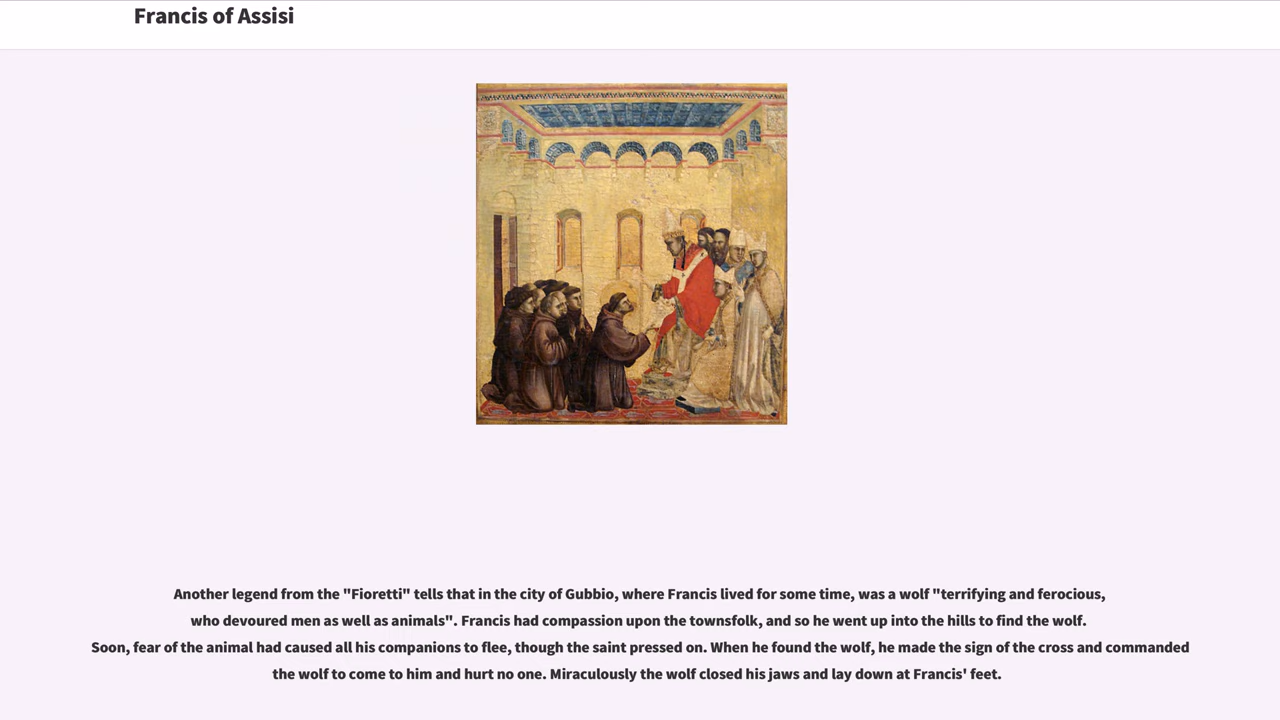 Francis of Assisi
Another legend from the "Fioretti" tells that in the city of Gubbio, where Francis lived for some time, was a wolf "terrifying and ferocious,
who devoured men as well as animals". Francis had compassion upon the townsfolk, and so he went up into the hills to find the wolf.
Soon, fear of the animal had caused all his companions to flee, though the saint pressed on. When he found the wolf, he made the sign of the cross and commanded
the wolf to come to him and hurt no one. Miraculously the wolf closed his jaws and lay down at Francis' feet.